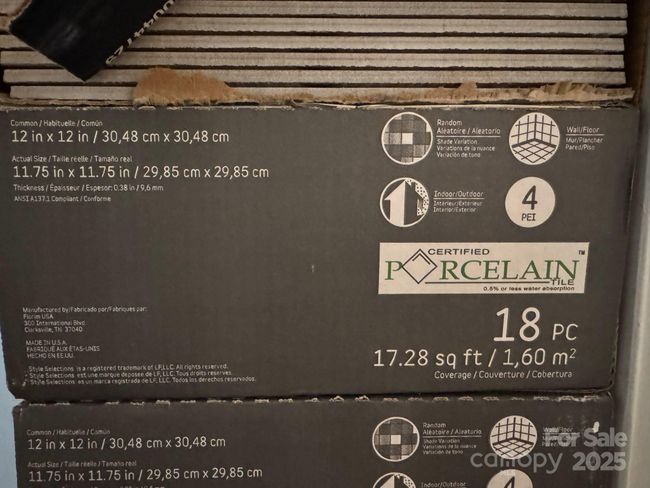 Common / Habituelle / Común
12 in x 12 in / 30,48 cm x 30,48 cm
Actual Size / Taille réelle / Tamaño real
11.75 in x 11.75 in / 29,85 cm x 29,85 cm
Thickness / Épaisseur / Espesor: 0.38 in / 9,6 mm
ANSI A137.1 Compliant / Conforme
Random
Aléatoire / Aleatorio
Shade Variation
Variations de la nuance
Variación de tono
Wall/Floor
Mur/Plancher
Pared/Piso
Indoor/Outdoor
Intérieur/Extérieur
Interior/Exterior
4
PEI
CERTIFIED
PORCELAIN
TILE
TM
0.5% or less water absorption
Manufactured by/Fabricado por/Fabriqués par:
Florim USA
300 International Blvd.
Clarksville, TN 37040
MADE IN U.S.A.
FABRIQUÉ AUX ÉTAS-UNIS
HECHO EN EE.UU.
Style Selections is a registered trademark of LF, LLC. All rights reserved.
Style Selections est une marque déposée de LF, LLC. Tous droits réservés.
Style Selections es un marca registrada de LF, LLC. Todos los derechos reservados.
18 PC
17.28 sq ft / 1,60 m²
Coverage / Couverture / Cobertura
Common / Habituelle / Común
12 in x 12 in / 30,48 cm x 30,48 cm
Actual Size / Taille réelle / Tamaño real
11.75 in x 11.75 in / 29,85 cm x 29,85 cm
Random
Aléatoire / Aleatorio
Shade Variation
Variations de la nuance
Variación de tono
Wall/Floor
Indoor/Outdoor
4
For Sale
canopy 2025